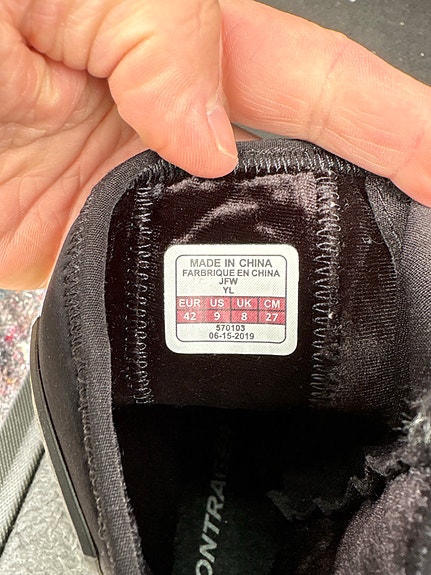 MADE IN CHINA
FARBRIQUE EN CHINA
JFW
YL
EUR US UK CM
42 9 8 27
570103
06-15-2019